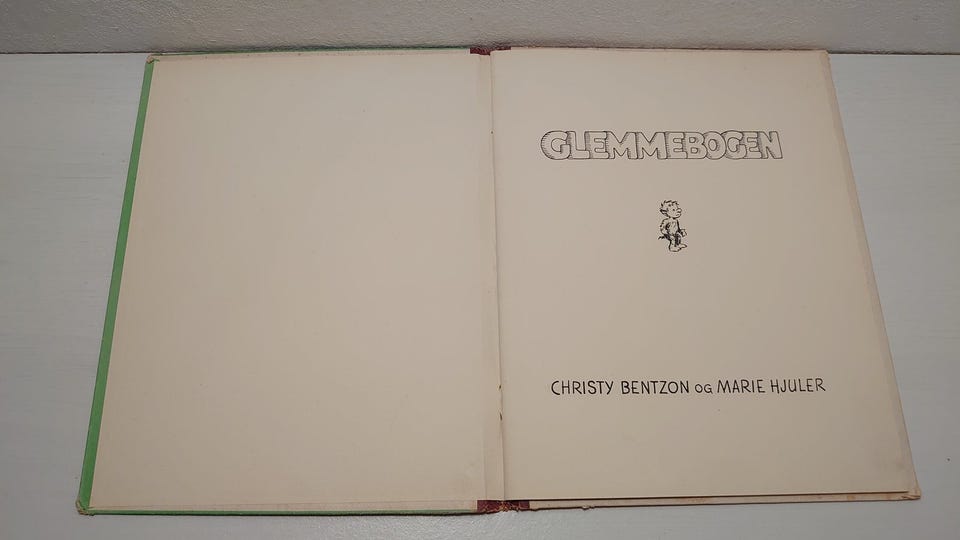 GLEMMEBOGEN
CHRISTY BENTZON OG MARIE HJULER